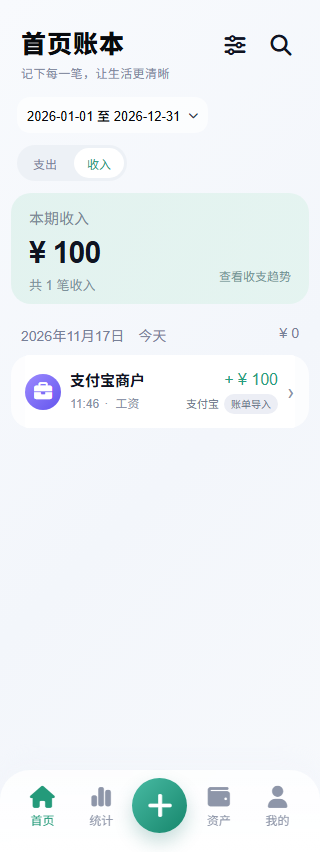 首页账本
记下每一笔，让生活更清晰
2026-01-01 至 2026-12-31
支出 收入
本期收入
¥ 100
共 1 笔收入
查看收支趋势
2026年11月17日 今天 ¥ 0
支付宝商户 + ¥ 100
11:46 · 工资 支付宝 账单导入
首页 统计 资产 我的